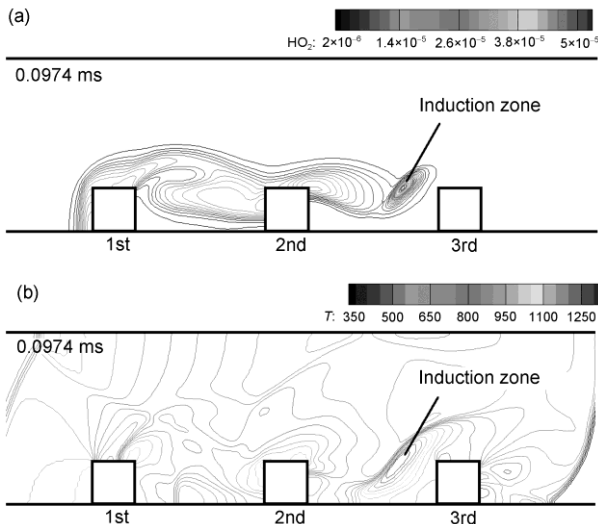 (a)
HO₂: 2×10⁻⁶ 1.4×10⁻⁵ 2.6×10⁻⁵ 3.8×10⁻⁵ 5×10⁻⁵
0.0974 ms
Induction zone
1st 2nd 3rd
(b)
T: 350 500 650 800 950 1100 1250
0.0974 ms
Induction zone
1st 2nd 3rd